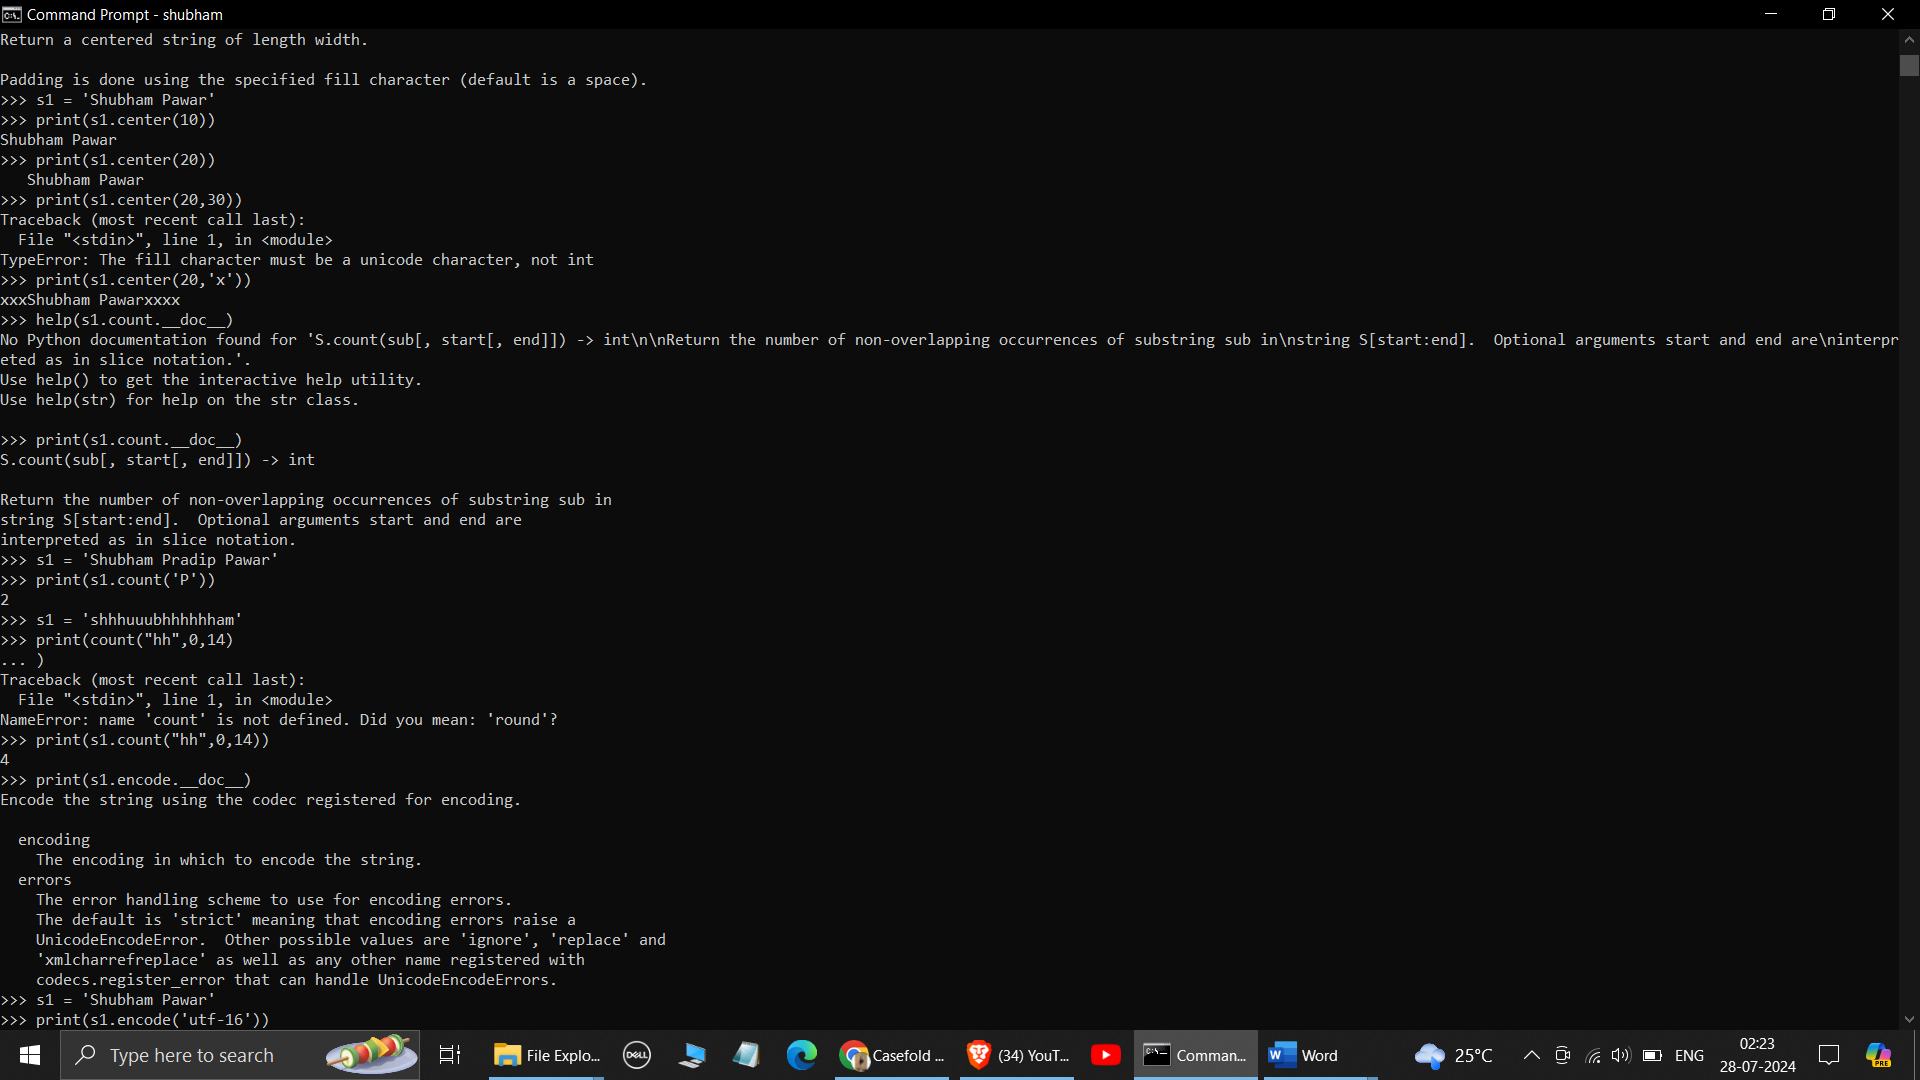 Command Prompt - shubham
Return a centered string of length width.
Padding is done using the specified fill character (default is a space).
>>> s1 = 'Shubham Pawar'
>>> print(s1.center(10))
Shubham Pawar
>>> print(s1.center(20))
   Shubham Pawar
>>> print(s1.center(20,30))
Traceback (most recent call last):
  File "<stdin>", line 1, in <module>
TypeError: The fill character must be a unicode character, not int
>>> print(s1.center(20,'x'))
xxxShubham Pawarxxxx
>>> help(s1.count.__doc__)
No Python documentation found for 'S.count(sub[, start[, end]]) -> int\n\nReturn the number of non-overlapping occurrences of substring sub in\nstring S[start:end].  Optional arguments start and end are\ninterpr
eted as in slice notation.'.
Use help() to get the interactive help utility.
Use help(str) for help on the str class.
>>> print(s1.count.__doc__)
S.count(sub[, start[, end]]) -> int
Return the number of non-overlapping occurrences of substring sub in
string S[start:end].  Optional arguments start and end are
interpreted as in slice notation.
>>> s1 = 'Shubham Pradip Pawar'
>>> print(s1.count('P'))
2
>>> s1 = 'shhhuuubhhhhhham'
>>> print(count("hh",0,14)
... )
Traceback (most recent call last):
  File "<stdin>", line 1, in <module>
NameError: name 'count' is not defined. Did you mean: 'round'?
>>> print(s1.count("hh",0,14))
4
>>> print(s1.encode.__doc__)
Encode the string using the codec registered for encoding.
  encoding
    The encoding in which to encode the string.
  errors
    The error handling scheme to use for encoding errors.
    The default is 'strict' meaning that encoding errors raise a
    UnicodeEncodeError.  Other possible values are 'ignore', 'replace' and
    'xmlcharrefreplace' as well as any other name registered with
    codecs.register_error that can handle UnicodeEncodeErrors.
>>> s1 = 'Shubham Pawar'
>>> print(s1.encode('utf-16'))
Type here to search
File Explo...
DELL
Casefold ...
(34) YouT...
Comman...
Word
25°C
ENG
02:23
28-07-2024
PRE